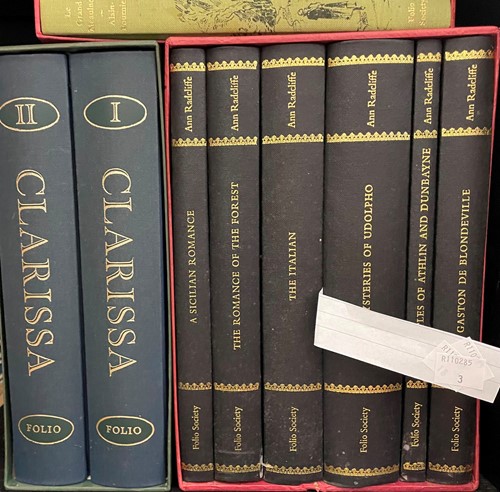 Folio
Society
II
CLARISSA
FOLIO
I
CLARISSA
FOLIO
Ann Radcliffe
A SICILIAN ROMANCE
Folio Society
Ann Radcliffe
THE ROMANCE OF THE FOREST
Folio Society
Ann Radcliffe
THE ITALIAN
Folio Society
Ann Radcliffe
OF UDOLPHO
Folio Society
Ann Radcliffe
OF ATHLIN AND DUNBAYNE
Folio Society
Ann Radcliffe
GASTON DE BLONDEVILLE
Folio Society
3